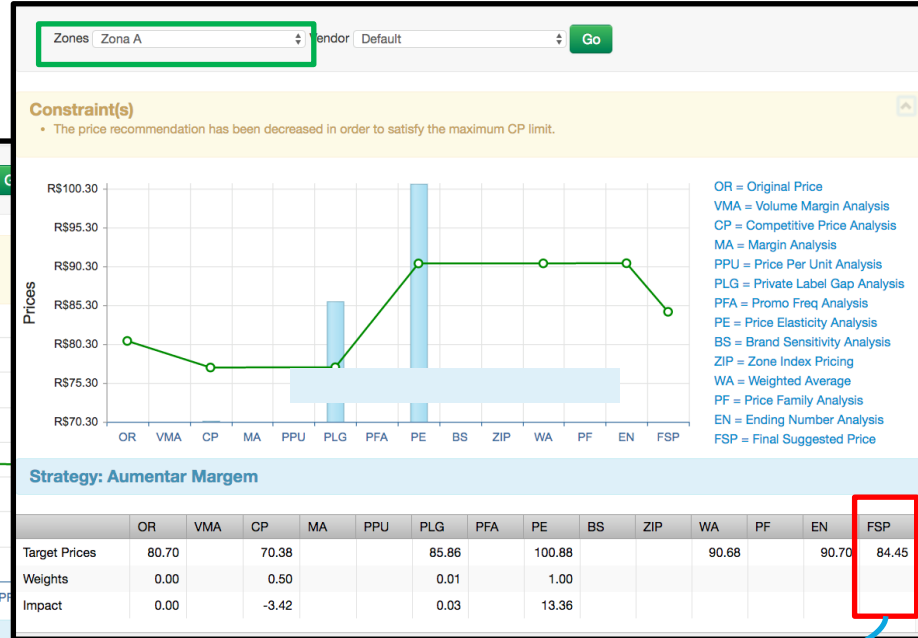 Zones Zona A Vendor Default Go
Constraint(s)
• The price recommendation has been decreased in order to satisfy the maximum CP limit.
Prices
R$100.30
R$95.30
R$90.30
R$85.30
R$80.30
R$75.30
R$70.30
OR VMA CP MA PPU PLG PFA PE BS ZIP WA PF EN FSP
OR = Original Price
VMA = Volume Margin Analysis
CP = Competitive Price Analysis
MA = Margin Analysis
PPU = Price Per Unit Analysis
PLG = Private Label Gap Analysis
PFA = Promo Freq Analysis
PE = Price Elasticity Analysis
BS = Brand Sensitivity Analysis
ZIP = Zone Index Pricing
WA = Weighted Average
PF = Price Family Analysis
EN = Ending Number Analysis
FSP = Final Suggested Price
Strategy: Aumentar Margem
OR VMA CP MA PPU PLG PFA PE BS ZIP WA PF EN FSP
Target Prices 80.70 70.38 85.86 100.88 90.68 90.70 84.45
Weights 0.00 0.50 0.01 1.00
Impact 0.00 -3.42 0.03 13.36